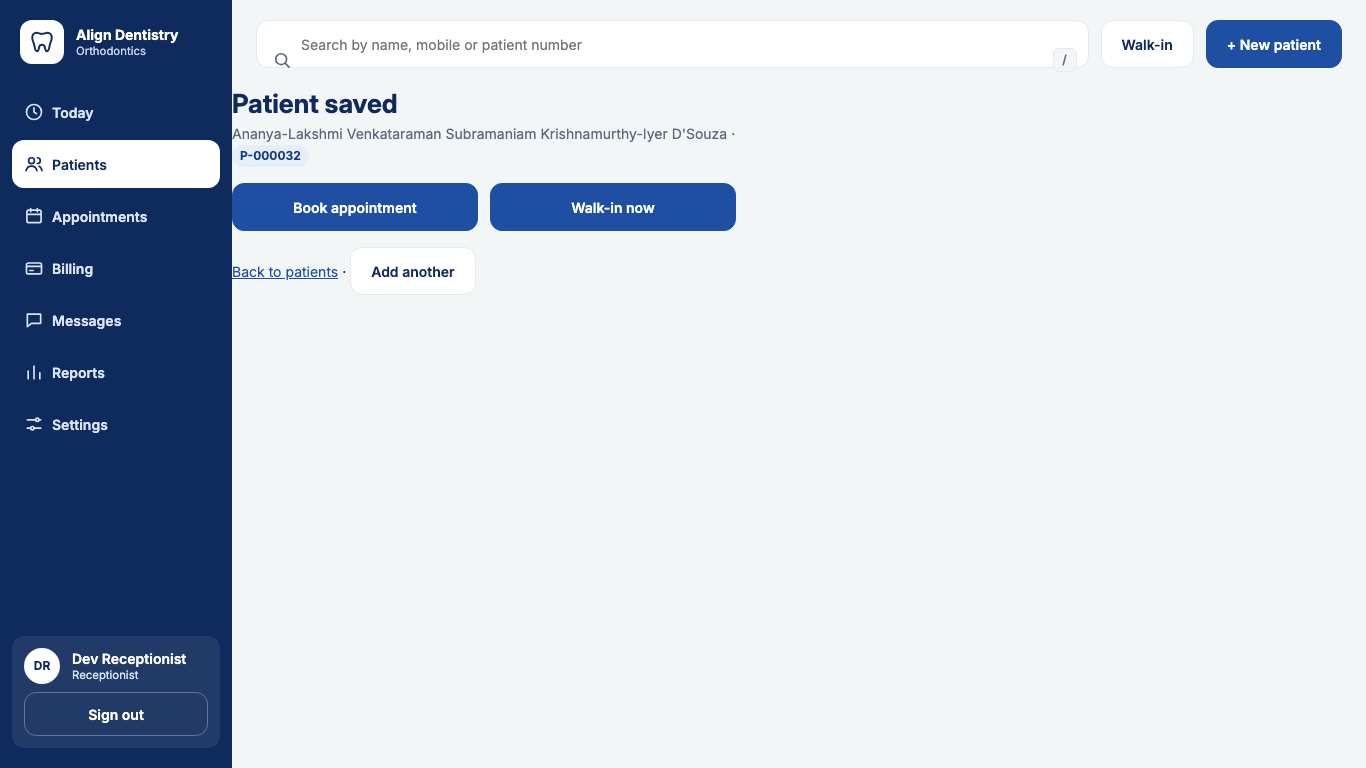 Align Dentistry
Orthodontics
Today
Patients
Appointments
Billing
Messages
Reports
Settings
DR
Dev Receptionist
Receptionist
Sign out
Search by name, mobile or patient number
/
Walk-in
+ New patient
Patient saved
Ananya-Lakshmi Venkataraman Subramaniam Krishnamurthy-Iyer D'Souza ·
P-000032
Book appointment
Walk-in now
Back to patients · Add another